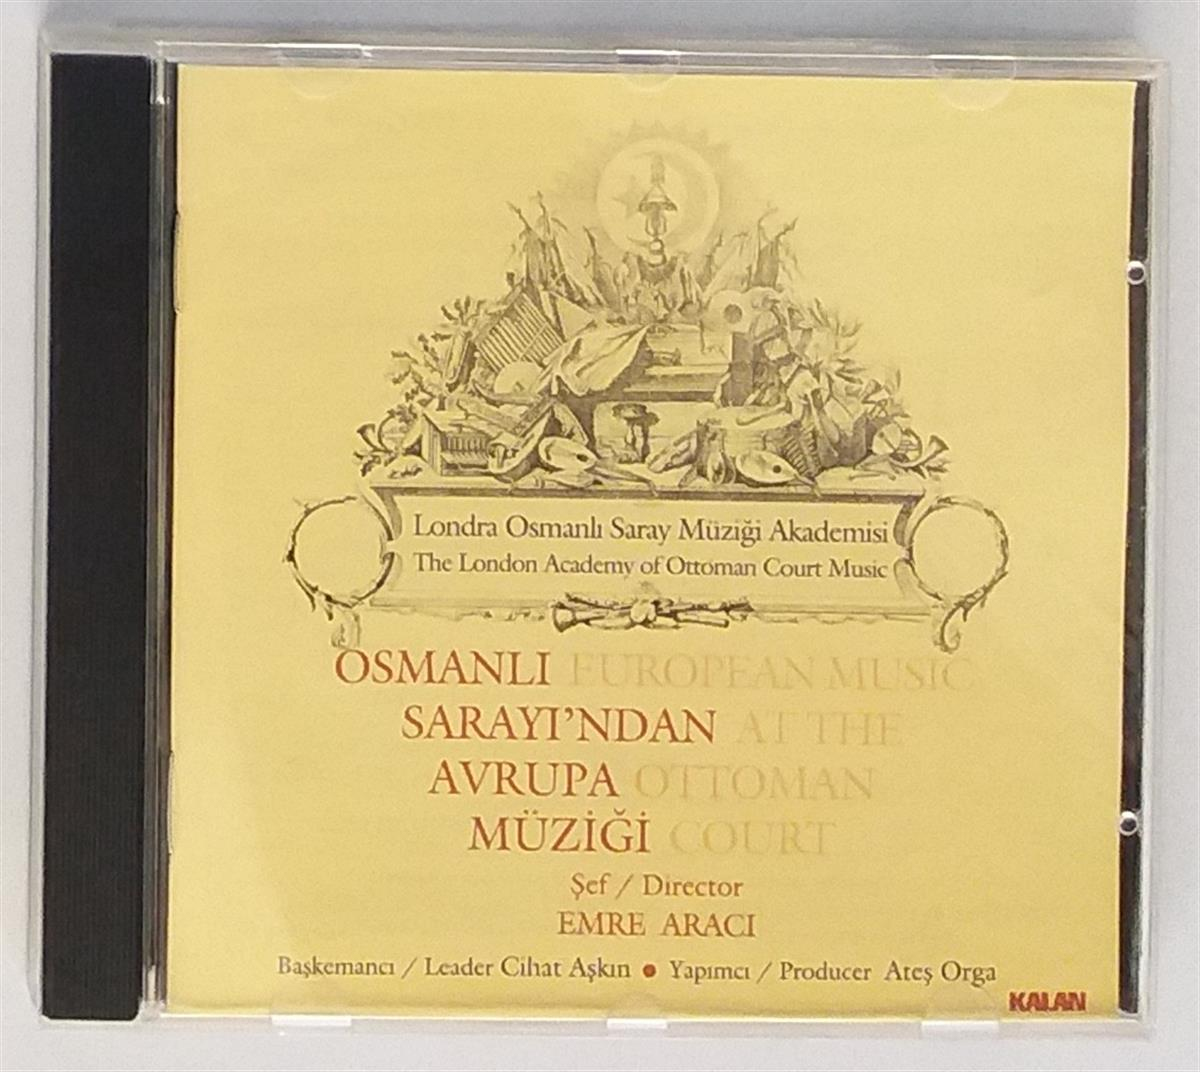 Londra Osmanlı Saray Müziği Akademisi
The London Academy of Ottoman Court Music
OSMANLI EUROPEAN MUSIC
SARAYI'NDAN AT THE
AVRUPA OTTOMAN
MÜZİĞİ COURT
Şef / Director
EMRE ARACI
Başkemancı / Leader Cihat Aşkın • Yapımcı / Producer Ateş Orga
KALAN